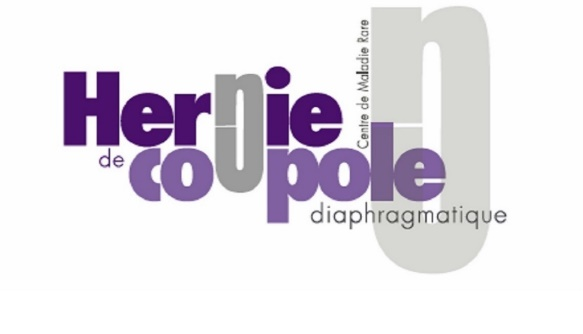 Hernie
de coupole
diaphragmatique
Centre de Maladie Rare